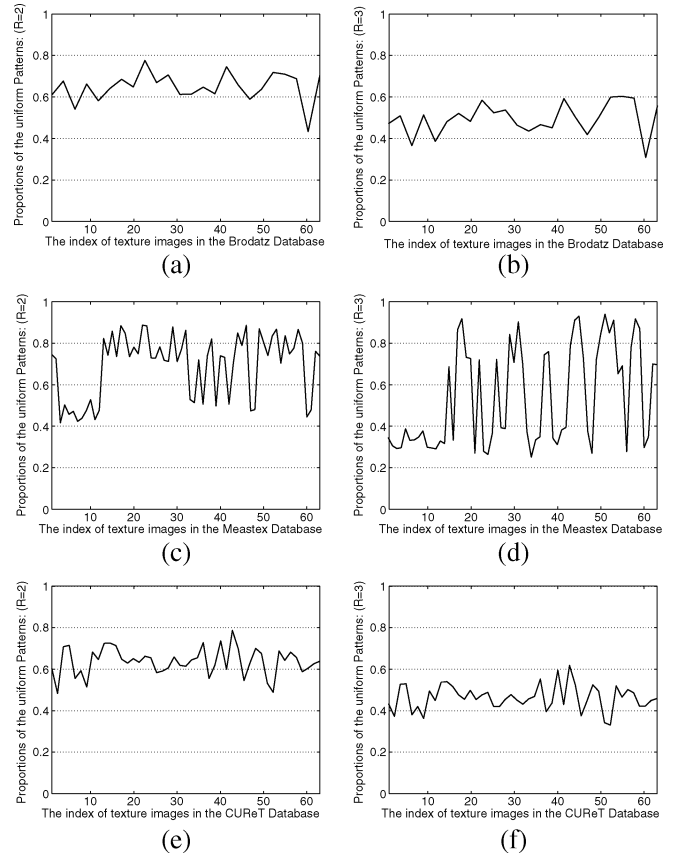 Proportions of the uniform Patterns: (R=2)
1
0.8
0.6
0.4
0.2
0
10 20 30 40 50 60
The index of texture images in the Brodatz Database
(a)
Proportions of the uniform Patterns: (R=3)
1
0.8
0.6
0.4
0.2
0
10 20 30 40 50 60
The index of texture images in the Brodatz Database
(b)
Proportions of the uniform Patterns: (R=2)
1
0.8
0.6
0.4
0.2
0
10 20 30 40 50 60
The index of texture images in the Meastex Database
(c)
Proportions of the uniform Patterns: (R=3)
1
0.8
0.6
0.4
0.2
0
10 20 30 40 50 60
The index of texture images in the Meastex Database
(d)
Proportions of the uniform Patterns: (R=2)
1
0.8
0.6
0.4
0.2
0
10 20 30 40 50 60
The index of texture images in the CUReT Database
(e)
Proportions of the uniform Patterns: (R=3)
1
0.8
0.6
0.4
0.2
0
10 20 30 40 50 60
The index of texture images in the CUReT Database
(f)